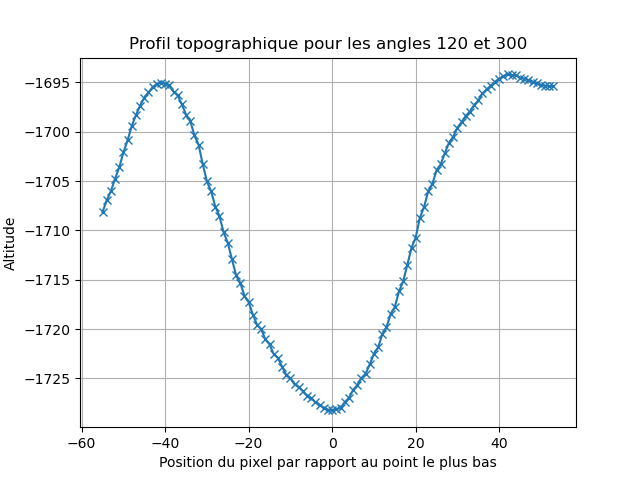 Profil topographique pour les angles 120 et 300
Altitude
−1695
−1700
−1705
−1710
−1715
−1720
−1725
−60 −40 −20 0 20 40
Position du pixel par rapport au point le plus bas